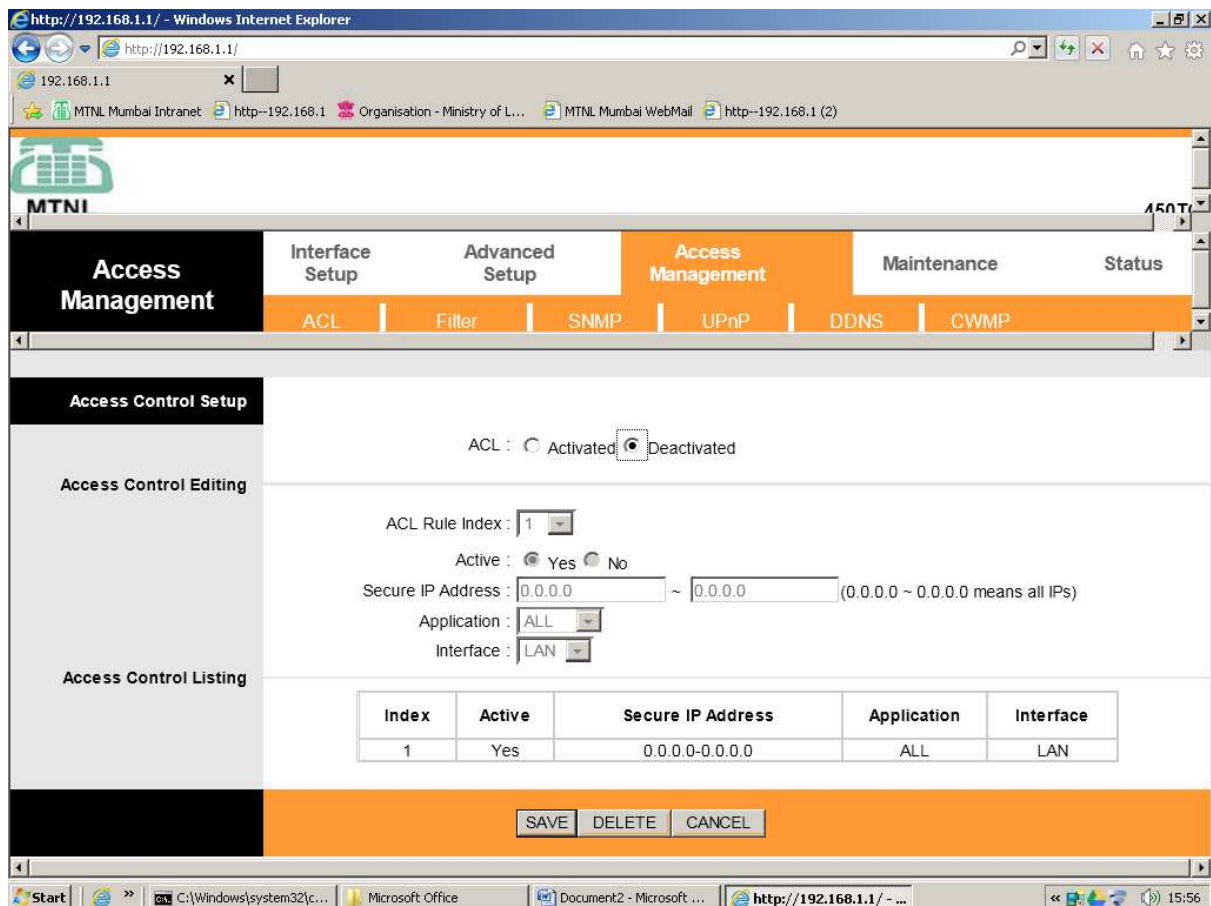 http://192.168.1.1/ - Windows Internet Explorer
http://192.168.1.1/
192.168.1.1
MTNL Mumbai Intranet http--192.168.1 Organisation - Ministry of L... MTNL Mumbai WebMail http--192.168.1 (2)
MTNL
Access Management
Interface Setup Advanced Setup Access Management Maintenance Status
ACL Filter SNMP UPnP DDNS CWMP
Access Control Setup
ACL : Activated Deactivated
Access Control Editing
ACL Rule Index : 1
Active : Yes No
Secure IP Address : 0.0.0.0 ~ 0.0.0.0 (0.0.0.0 ~ 0.0.0.0 means all IPs)
Application : ALL
Interface : LAN
Access Control Listing
Index Active Secure IP Address Application Interface
1 Yes 0.0.0.0-0.0.0.0 ALL LAN
SAVE DELETE CANCEL
Start » C:\Windows\system32\c... Microsoft Office Document2 - Microsoft ... http://192.168.1.1/ - ... « 15:56